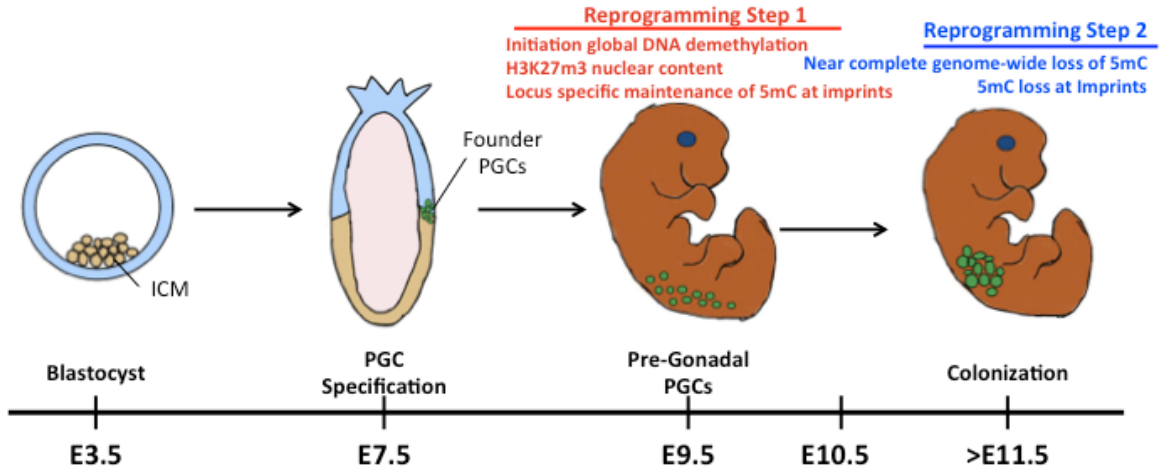 Reprogramming Step 1
Initiation global DNA demethylation
H3K27m3 nuclear content
Locus specific maintenance of 5mC at imprints
Reprogramming Step 2
Near complete genome-wide loss of 5mC
5mC loss at Imprints
Founder
PGCs
ICM
Blastocyst
PGC
Specification
Pre-Gonadal
PGCs
Colonization
E3.5
E7.5
E9.5
E10.5
>E11.5